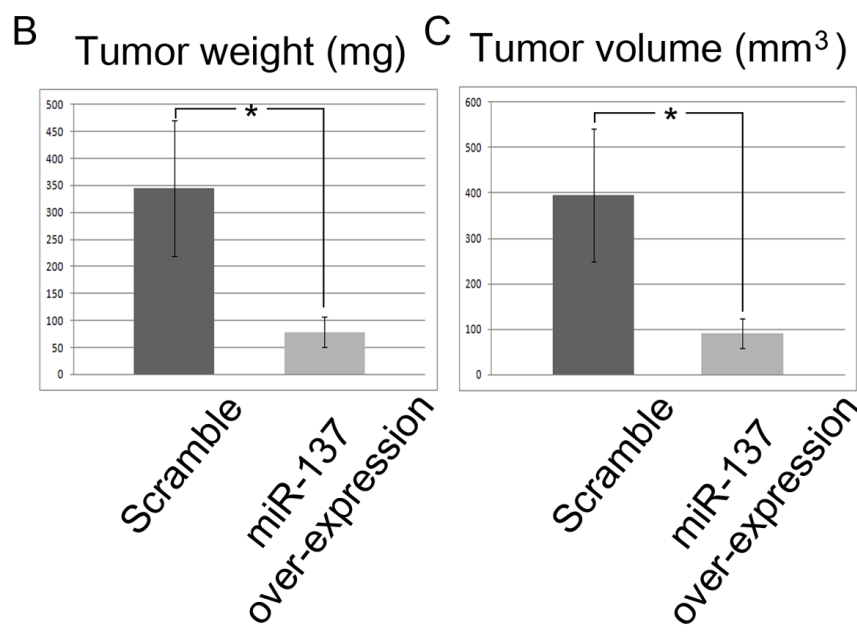 B
Tumor weight (mg)
500
450
400
350
300
250
200
150
100
50
0
*
Scramble
miR-137
over-expression
C
Tumor volume (mm³)
600
500
400
300
200
100
0
*
Scramble
miR-137
over-expression